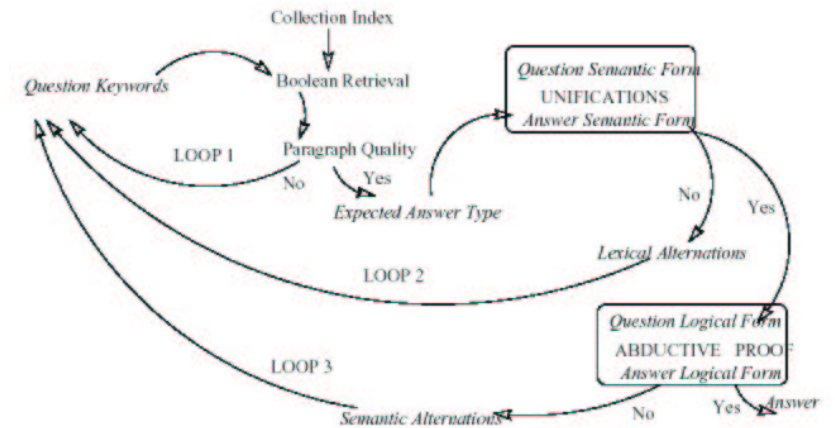 Collection Index
Question Keywords
Boolean Retrieval
Question Semantic Form
UNIFICATIONS
Answer Semantic Form
LOOP 1
Paragraph Quality
No
Yes
Expected Answer Type
No
Yes
Lexical Alternations
LOOP 2
Question Logical Form
ABDUCTIVE PROOF
Answer Logical Form
LOOP 3
Semantic Alternations
No
Yes
Answer